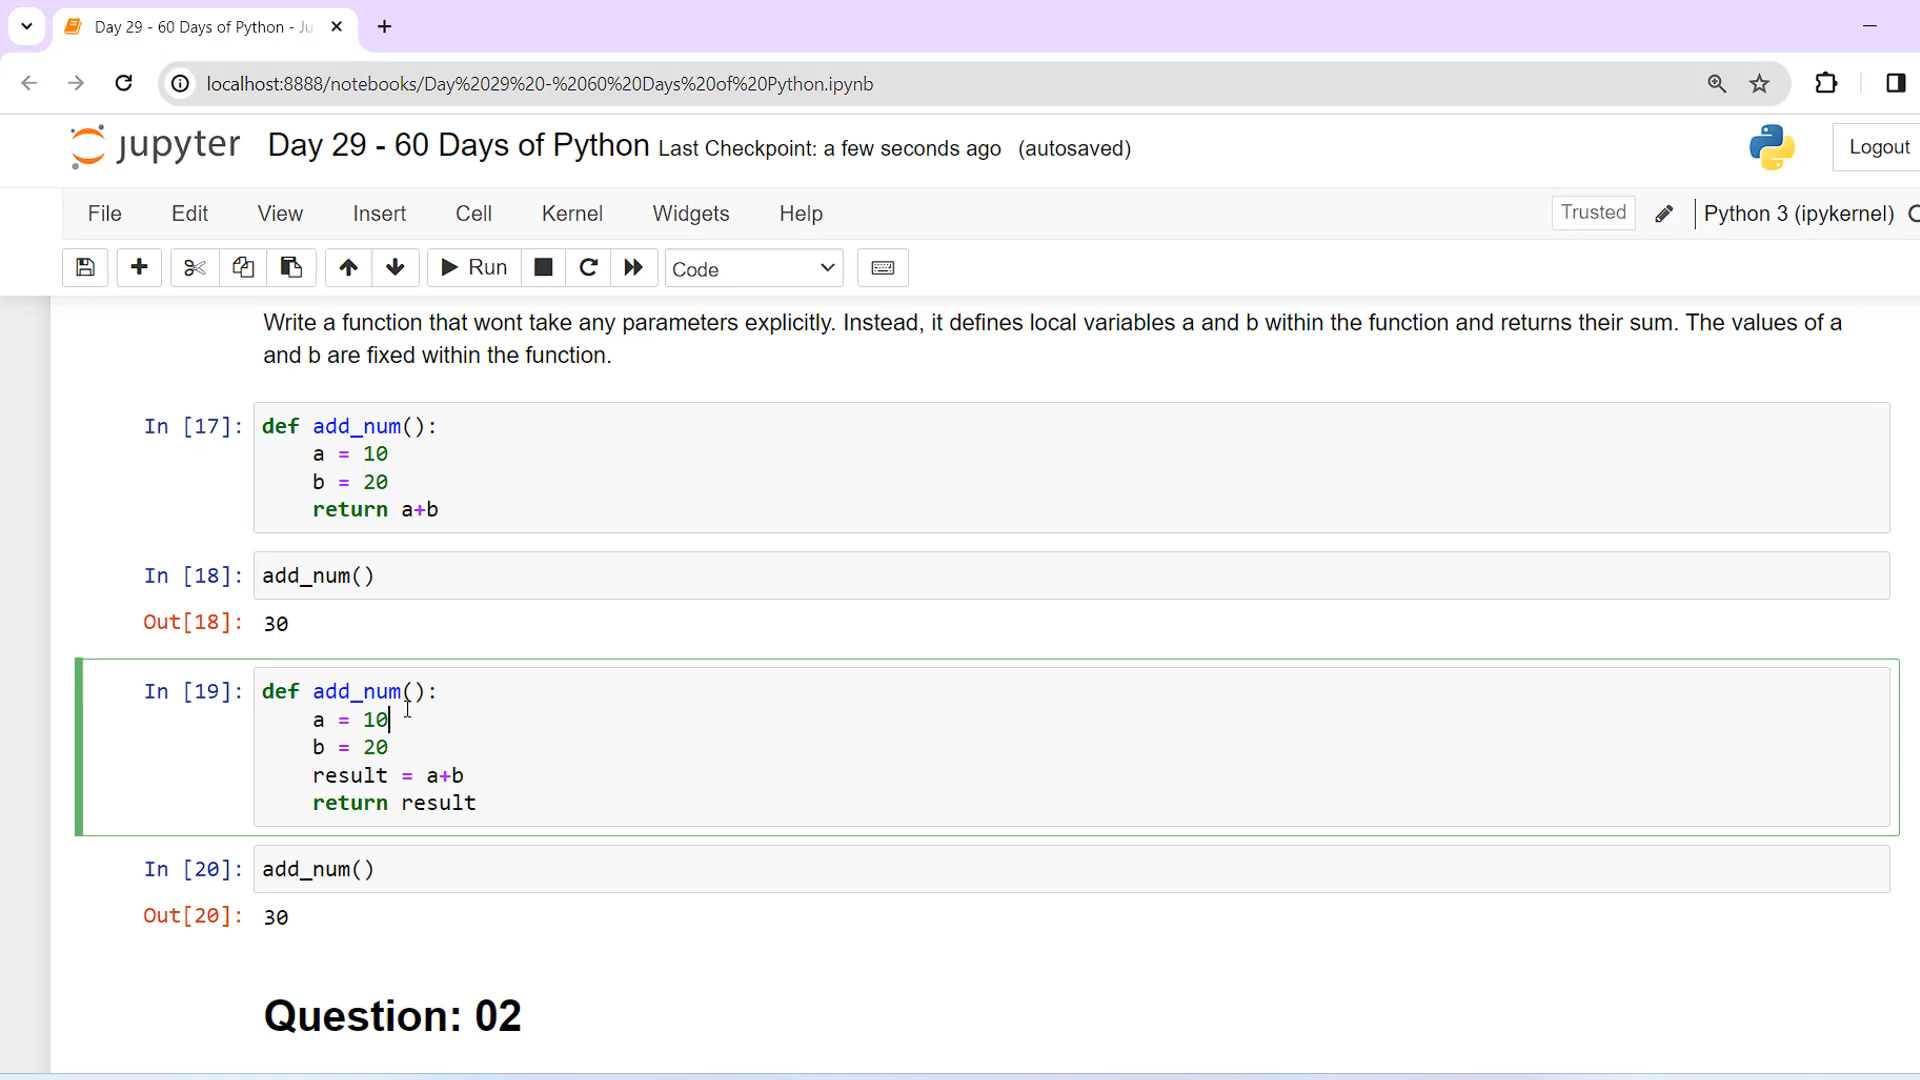 Day 29 - 60 Days of Python - Ju
localhost:8888/notebooks/Day%2029%20-%2060%20Days%20of%20Python.ipynb
jupyter Day 29 - 60 Days of Python Last Checkpoint: a few seconds ago (autosaved)
Logout
File Edit View Insert Cell Kernel Widgets Help Trusted Python 3 (ipykernel)
Run Code
Write a function that wont take any parameters explicitly. Instead, it defines local variables a and b within the function and returns their sum. The values of a
and b are fixed within the function.
In [17]: def add_num():
a = 10
b = 20
return a+b
In [18]: add_num()
Out[18]: 30
In [19]: def add_num():
a = 10
b = 20
result = a+b
return result
In [20]: add_num()
Out[20]: 30
Question: 02